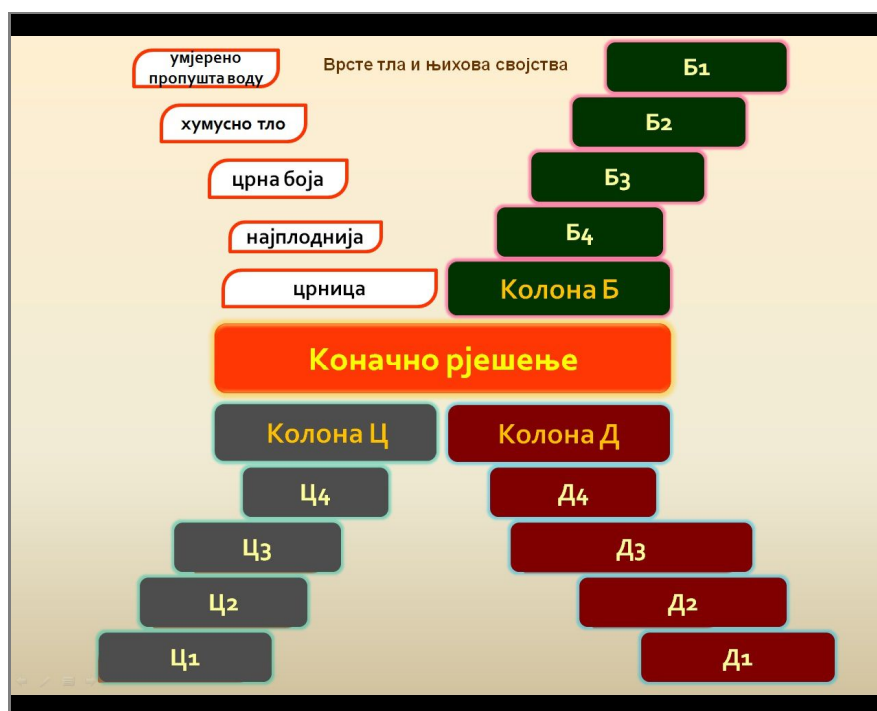 умјерено
пропушта воду
Врсте тла и њихова својства
Б1
хумусно тло
Б2
црна боја
Б3
најплоднија
Б4
црница
Колона Б
Коначно рјешење
Колона Ц
Колона Д
Ц4
Д4
Ц3
Д3
Ц2
Д2
Ц1
Д1